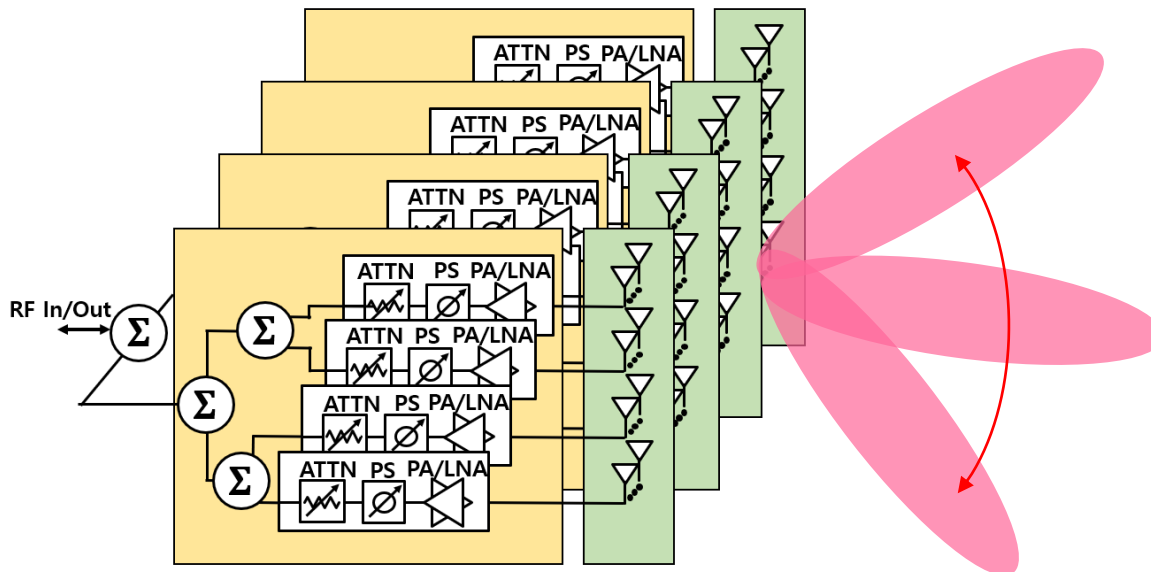 ATTN PS PA/LNA
ATTN PS PA/LNA
ATTN PS PA/LNA
ATTN PS PA/LNA
RF In/Out
Σ
Σ
ATTN PS PA/LNA
Σ
ATTN PS PA/LNA
Σ
ATTN PS PA/LNA